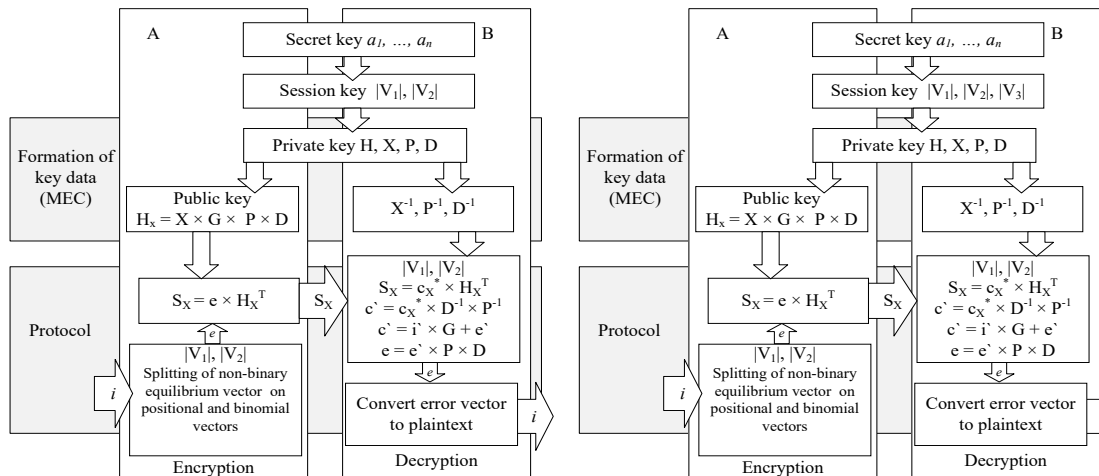 A
B
Secret key a1, ..., an
Session key |V1|, |V2|
Private key H, X, P, D
Formation of
key data
(MEC)
Public key
Hx = X × G × P × D
X-1, P-1, D-1
Protocol
SX = e × HXT
SX
|V1|, |V2|
SX = cX* × HXT
c` = cX* × D-1 × P-1
c` = i` × G + e`
e = e` × P × D
e
e
i
|V1|, |V2|
Splitting of non-binary
equilibrium vector on
positional and binomial
vectors
Convert error vector
to plaintext
i
Encryption
Decryption
A
B
Secret key a1, ..., an
Session key |V1|, |V2|, |V3|
Private key H, X, P, D
Formation of
key data
(MEC)
Public key
Hx = X × G × P × D
X-1, P-1, D-1
Protocol
SX = e × HXT
SX
|V1|, |V2|
SX = cX* × HXT
c` = cX* × D-1 × P-1
c` = i` × G + e`
e = e` × P × D
e
e
i
|V1|, |V2|
Splitting of non-binary
equilibrium vector on
positional and binomial
vectors
Convert error vector
to plaintext
Encryption
Decryption